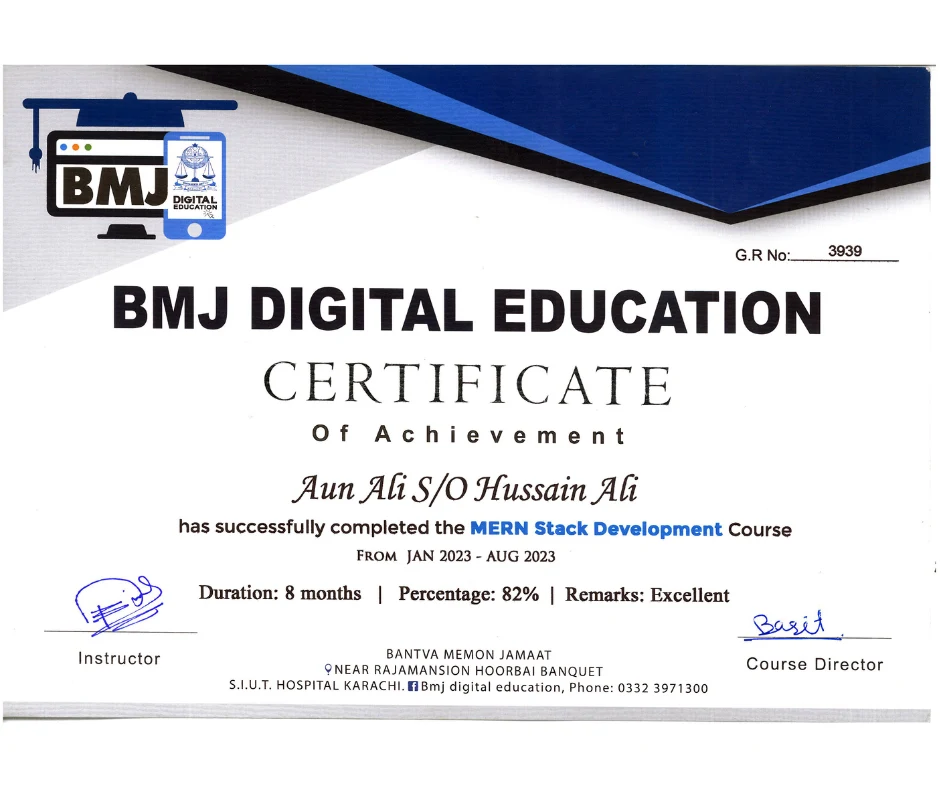 BMJ
DIGITAL
EDUCATION
G.R No: 3939
BMJ DIGITAL EDUCATION
CERTIFICATE
Of Achievement
Aun Ali S/O Hussain Ali
has successfully completed the MERN Stack Development Course
FROM JAN 2023 - AUG 2023
Duration: 8 months | Percentage: 82% | Remarks: Excellent
Basit
Instructor
Course Director
BANTVA MEMON JAMAAT
NEAR RAJAMANSION HOORBAI BANQUET
S.I.U.T. HOSPITAL KARACHI. Bmj digital education, Phone: 0332 3971300